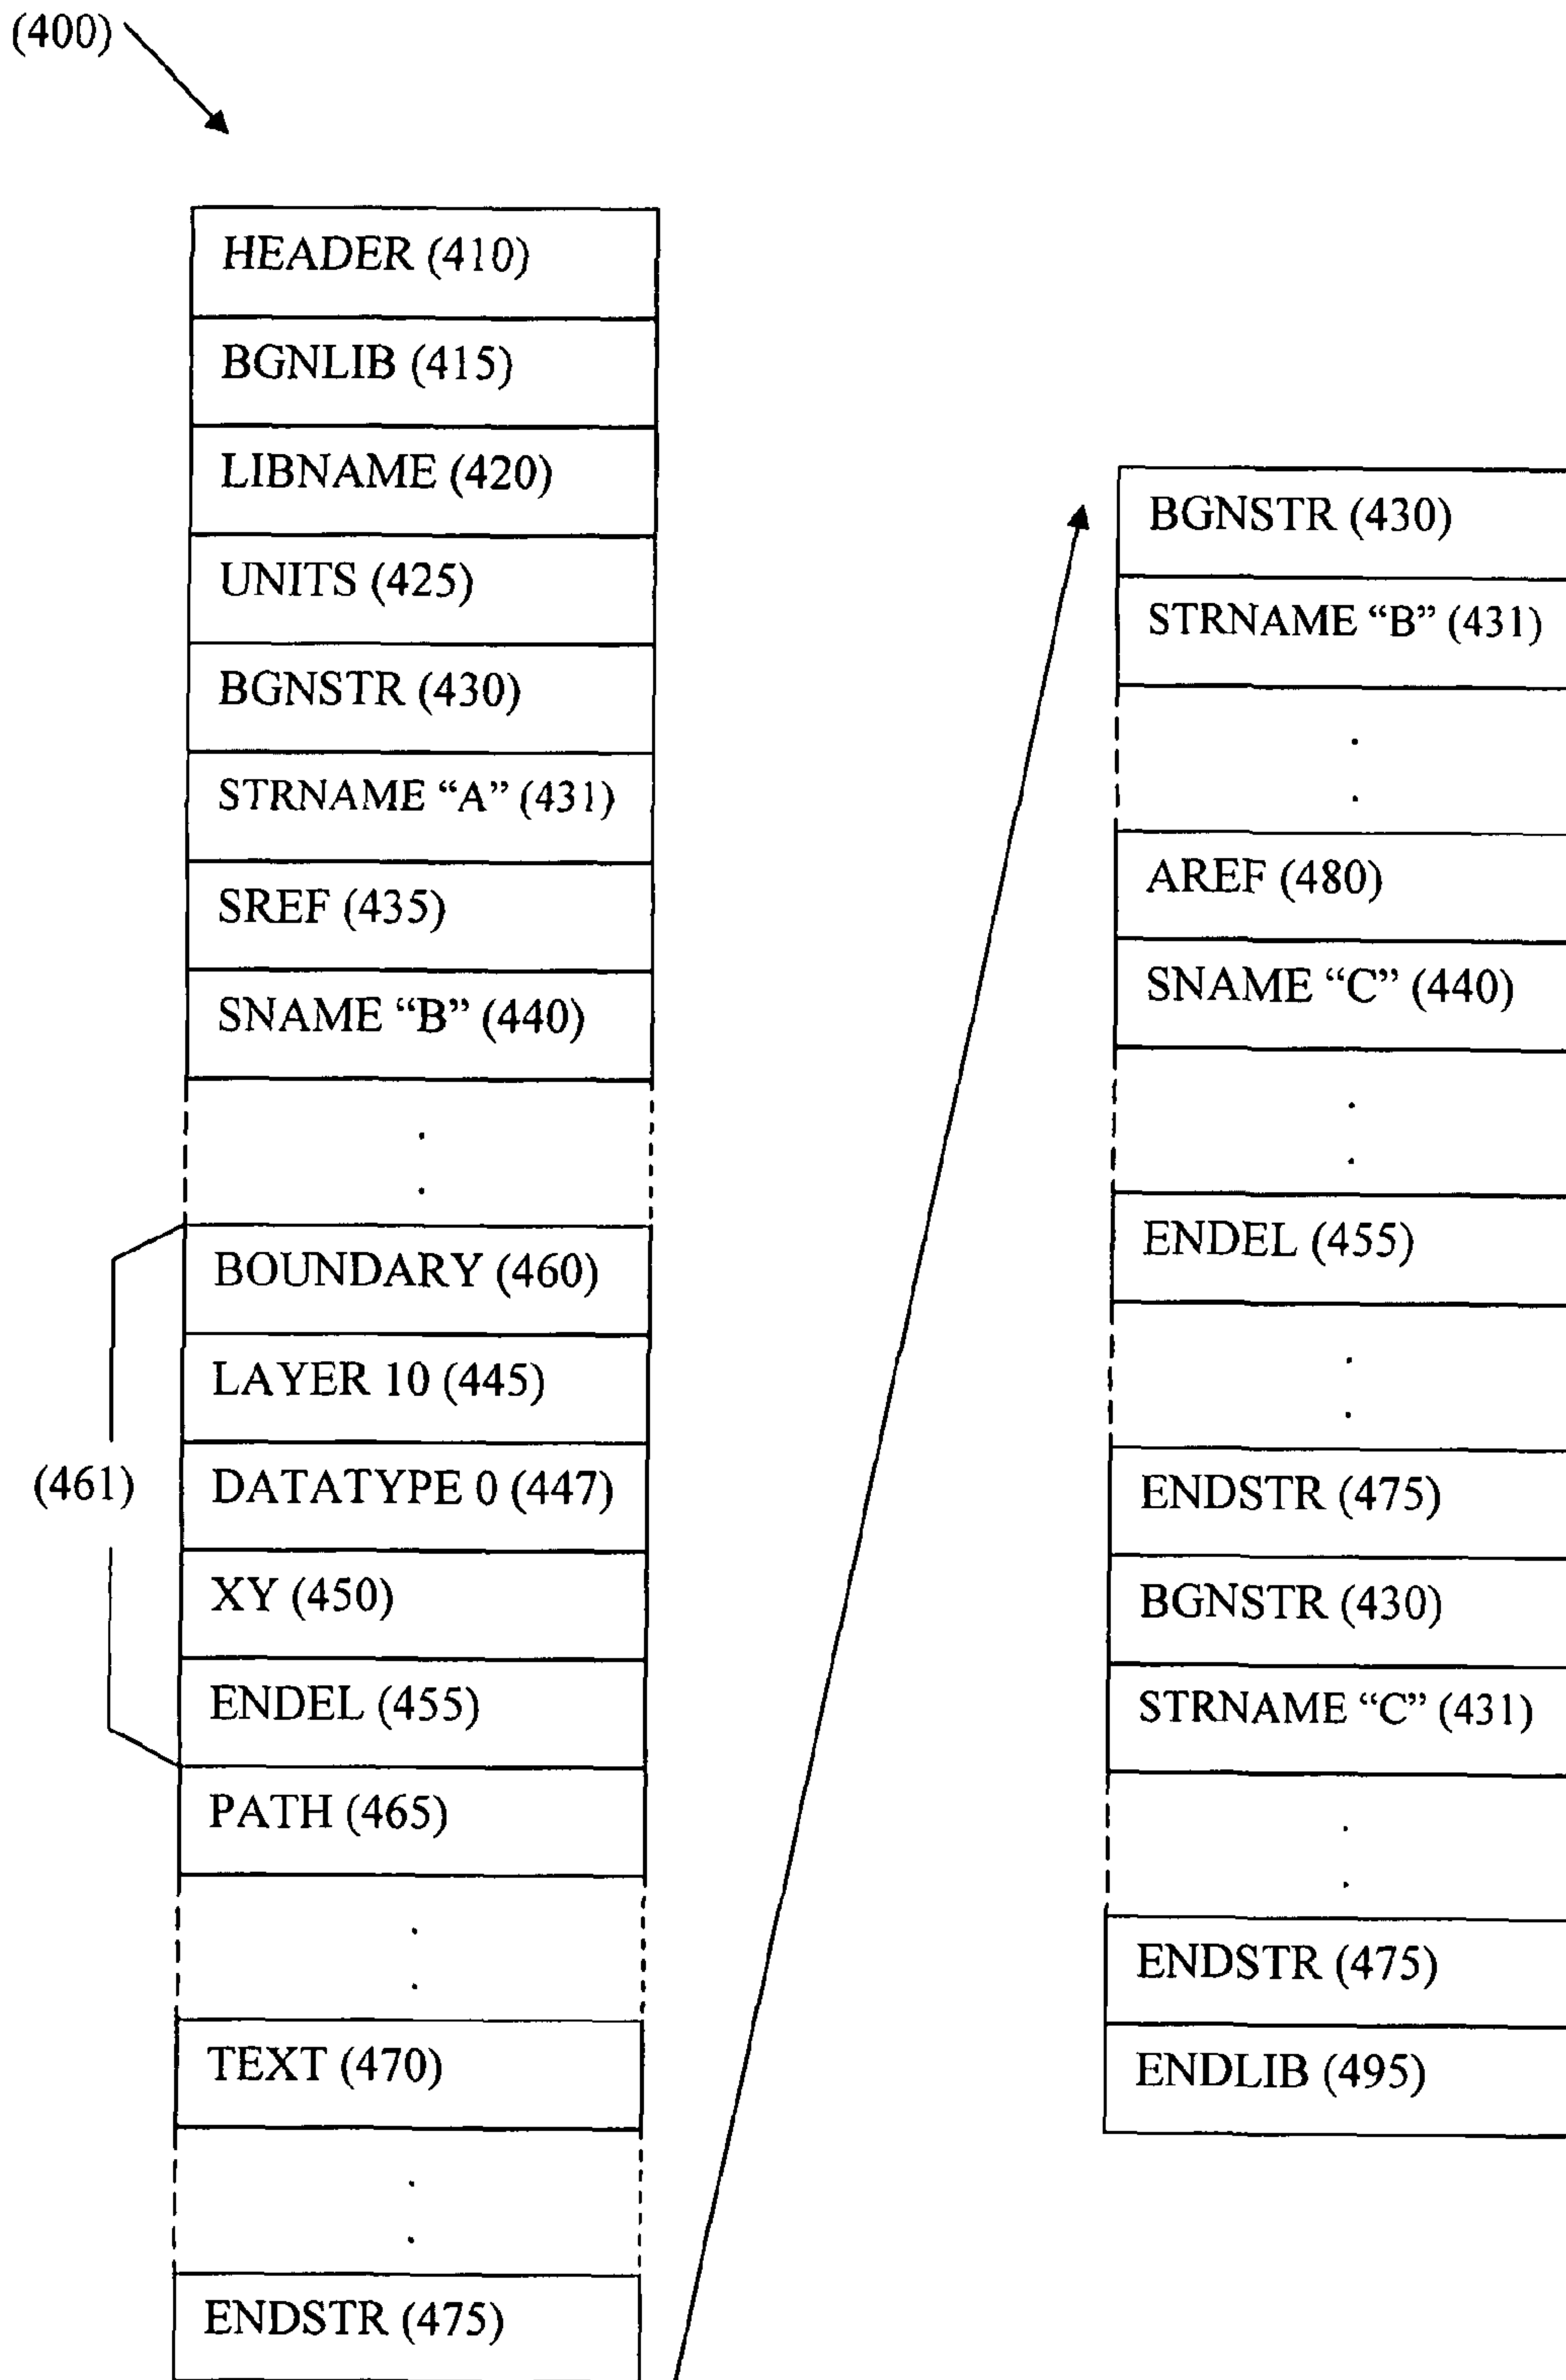 (400)
HEADER (410)
BGNLIB (415)
LIBNAME (420)
UNITS (425)
BGNSTR (430)
STRNAME “A” (431)
SREF (435)
SNAME “B” (440)
BOUNDARY (460)
LAYER 10 (445)
DATATYPE 0 (447)
(461)
XY (450)
ENDEL (455)
PATH (465)
TEXT (470)
ENDSTR (475)
BGNSTR (430)
STRNAME “B” (431)
AREF (480)
SNAME “C” (440)
ENDEL (455)
ENDSTR (475)
BGNSTR (430)
STRNAME “C” (431)
ENDSTR (475)
ENDLIB (495)